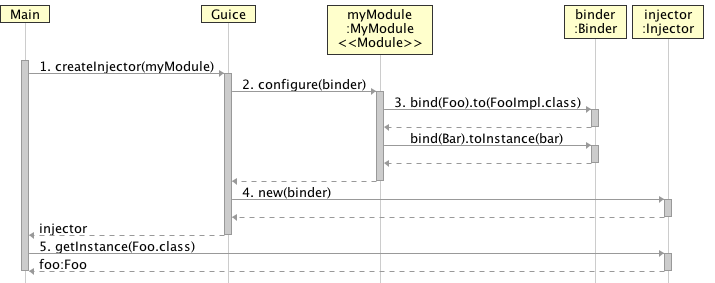 Main
Guice
myModule
:MyModule
<<Module>>
binder
:Binder
injector
:Injector
1. createInjector(myModule)
2. configure(binder)
3. bind(Foo).to(FooImpl.class)
bind(Bar).toInstance(bar)
4. new(binder)
injector
5. getInstance(Foo.class)
foo:Foo